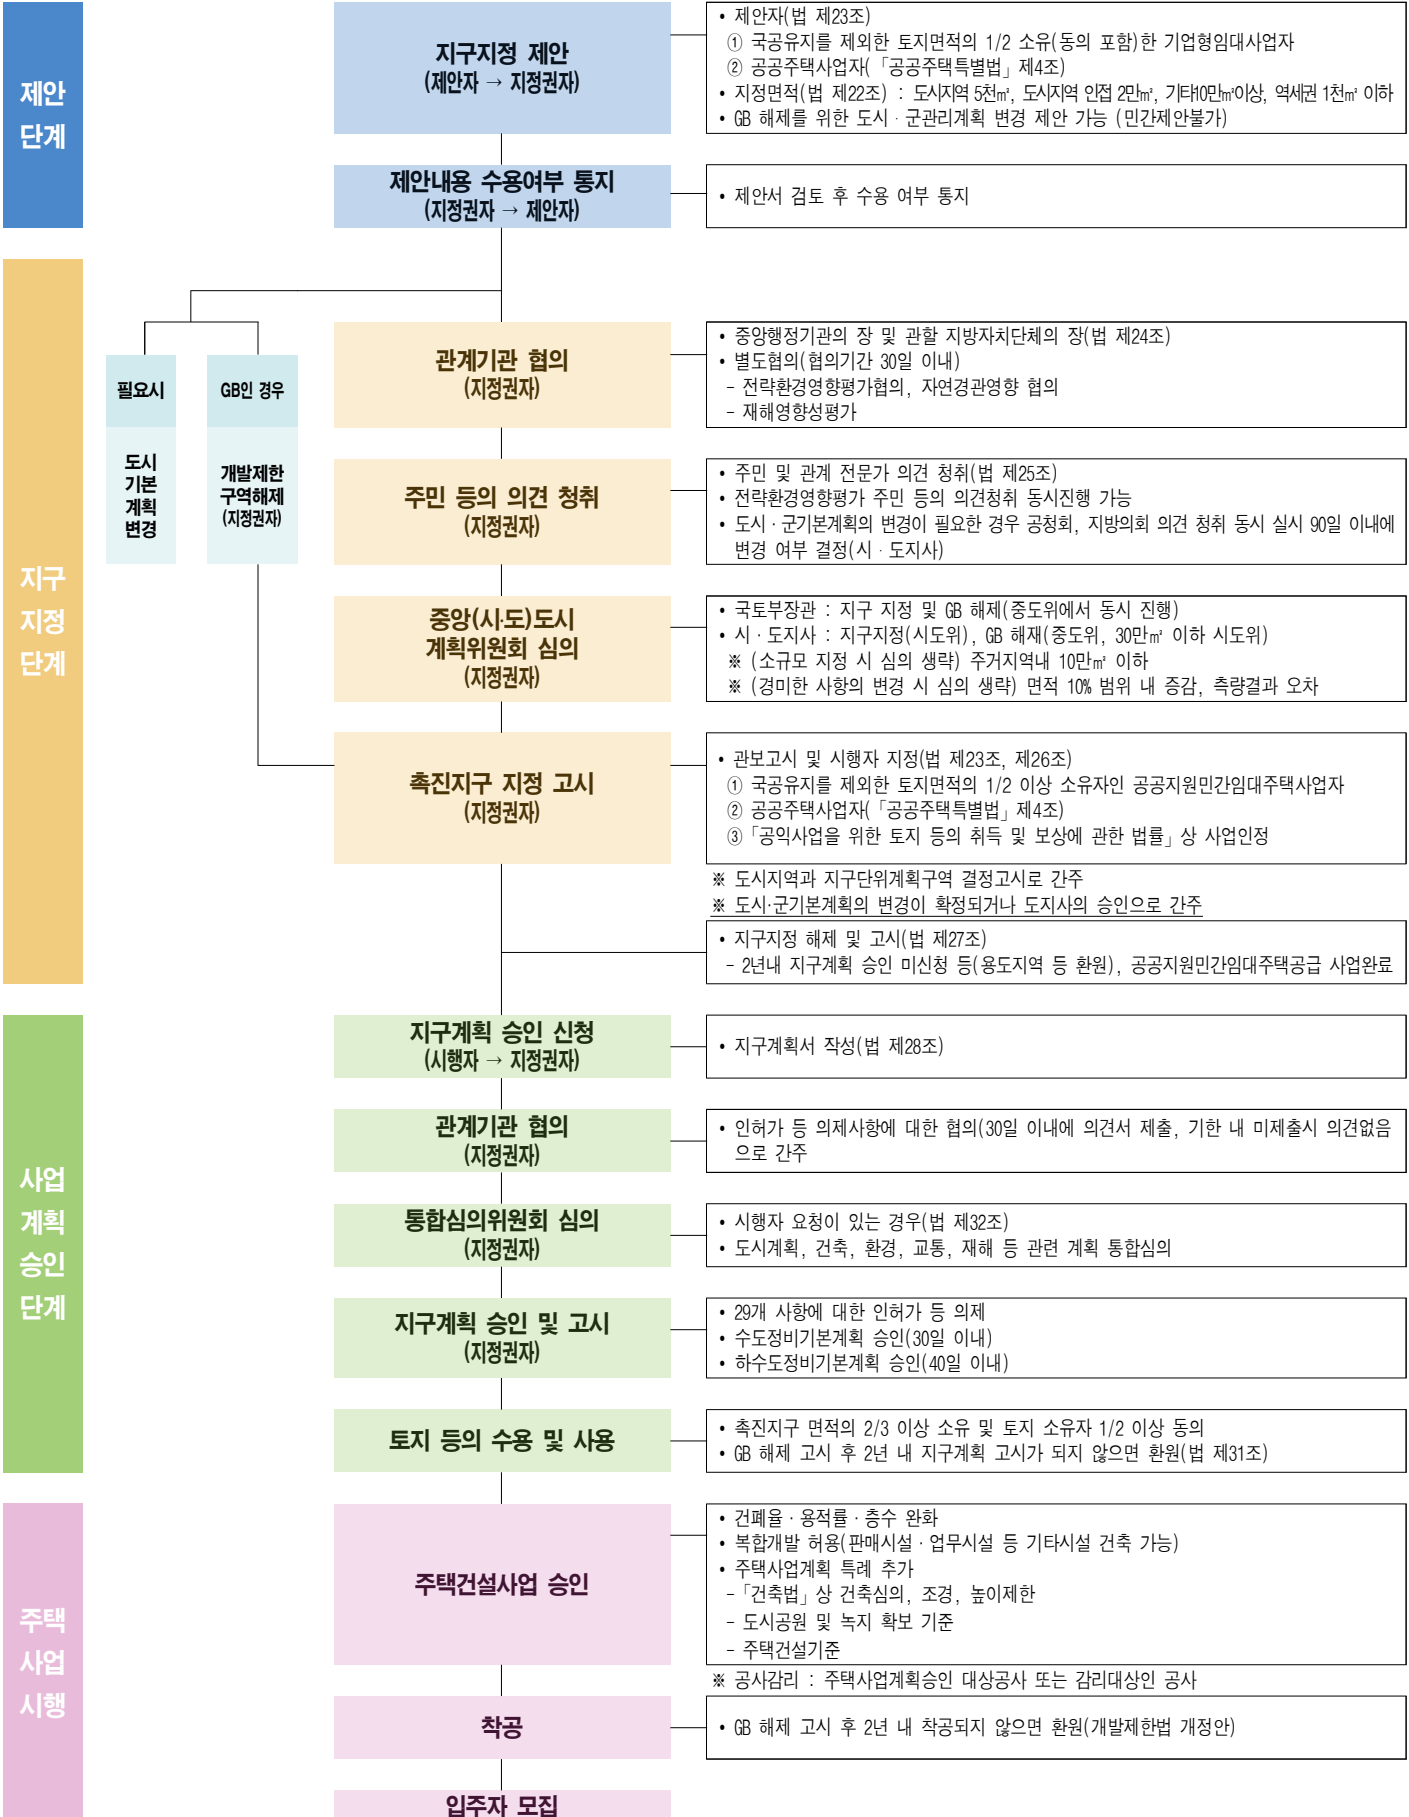 제안
단계
지구지정 제안
(제안자 → 지정권자)
• 제안자(법 제23조)
① 국공유지를 제외한 토지면적의 1/2 소유(동의 포함)한 기업형임대사업자
② 공공주택사업자(「공공주택특별법」제4조)
• 지정면적(법 제22조) : 도시지역 5천㎡, 도시지역 인접 2만㎡, 기타10만㎡이상, 역세권 1천㎡ 이하
• GB 해제를 위한 도시ㆍ군관리계획 변경 제안 가능 (민간제안불가)
제안내용 수용여부 통지
(지정권자 → 제안자)
• 제안서 검토 후 수용 여부 통지
지구
지정
단계
필요시
도시
기본
계획
변경
GB인 경우
개발제한
구역해제
(지정권자)
관계기관 협의
(지정권자)
• 중앙행정기관의 장 및 관할 지방자치단체의 장(법 제24조)
• 별도협의(협의기간 30일 이내)
- 전략환경영향평가협의, 자연경관영향 협의
- 재해영향성평가
주민 등의 의견 청취
(지정권자)
• 주민 및 관계 전문가 의견 청취(법 제25조)
• 전략환경영향평가 주민 등의 의견청취 동시진행 가능
• 도시ㆍ군기본계획의 변경이 필요한 경우 공청회, 지방의회 의견 청취 동시 실시 90일 이내에
변경 여부 결정(시ㆍ도지사)
중앙(시·도)도시
계획위원회 심의
(지정권자)
• 국토부장관 : 지구 지정 및 GB 해제(중도위에서 동시 진행)
• 시ㆍ도지사 : 지구지정(시도위), GB 해재(중도위, 30만㎡ 이하 시도위)
※ (소규모 지정 시 심의 생략) 주거지역내 10만㎡ 이하
※ (경미한 사항의 변경 시 심의 생략) 면적 10% 범위 내 증감, 측량결과 오차
촉진지구 지정 고시
(지정권자)
• 관보고시 및 시행자 지정(법 제23조, 제26조)
① 국공유지를 제외한 토지면적의 1/2 이상 소유자인 공공지원민간임대주택사업자
② 공공주택사업자(「공공주택특별법」제4조)
③「공익사업을 위한 토지 등의 취득 및 보상에 관한 법률」상 사업인정
※ 도시지역과 지구단위계획구역 결정고시로 간주
※ 도시·군기본계획의 변경이 확정되거나 도지사의 승인으로 간주
• 지구지정 해제 및 고시(법 제27조)
- 2년내 지구계획 승인 미신청 등(용도지역 등 환원), 공공지원민간임대주택공급 사업완료
사업
계획
승인
단계
지구계획 승인 신청
(시행자 → 지정권자)
• 지구계획서 작성(법 제28조)
관계기관 협의
(지정권자)
• 인허가 등 의제사항에 대한 협의(30일 이내에 의견서 제출, 기한 내 미제출시 의견없음
으로 간주
통합심의위원회 심의
(지정권자)
• 시행자 요청이 있는 경우(법 제32조)
• 도시계획, 건축, 환경, 교통, 재해 등 관련 계획 통합심의
지구계획 승인 및 고시
(지정권자)
• 29개 사항에 대한 인허가 등 의제
• 수도정비기본계획 승인(30일 이내)
• 하수도정비기본계획 승인(40일 이내)
토지 등의 수용 및 사용
• 촉진지구 면적의 2/3 이상 소유 및 토지 소유자 1/2 이상 동의
• GB 해제 고시 후 2년 내 지구계획 고시가 되지 않으면 환원(법 제31조)
주택
사업
시행
주택건설사업 승인
• 건폐율ㆍ용적률ㆍ층수 완화
• 복합개발 허용(판매시설ㆍ업무시설 등 기타시설 건축 가능)
• 주택사업계획 특례 추가
-「건축법」상 건축심의, 조경, 높이제한
- 도시공원 및 녹지 확보 기준
- 주택건설기준
※ 공사감리 : 주택사업계획승인 대상공사 또는 감리대상인 공사
착공
• GB 해제 고시 후 2년 내 착공되지 않으면 환원(개발제한법 개정안)
입주자 모집